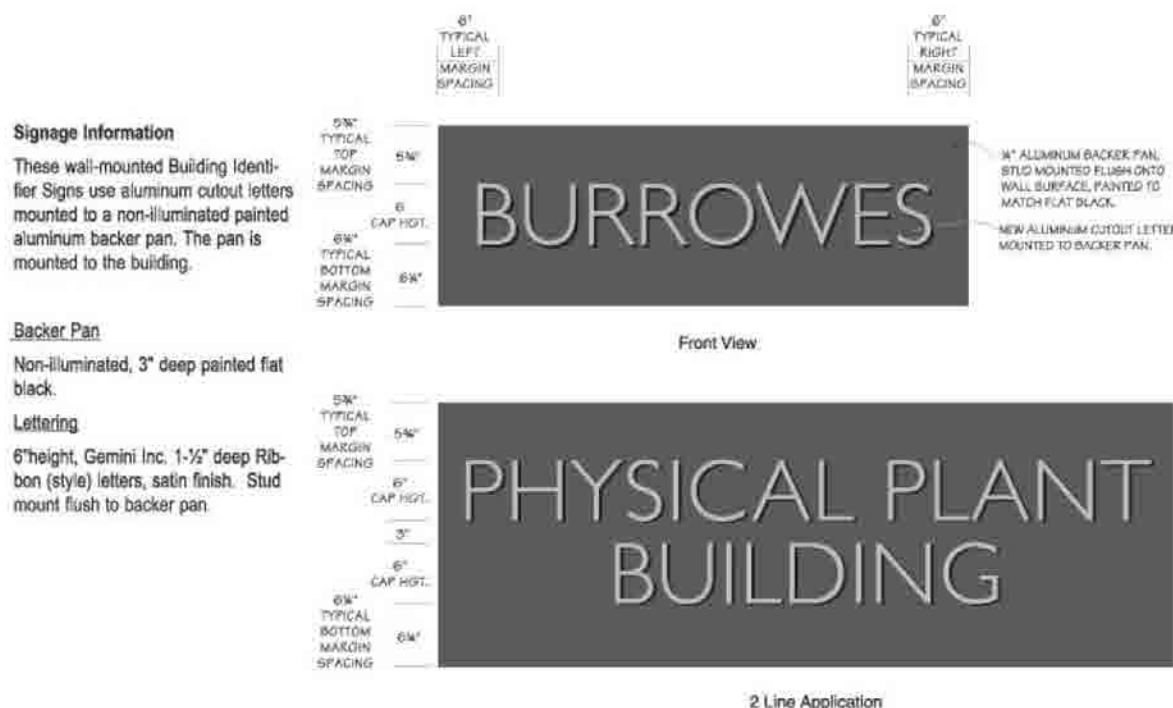 6"
TYPICAL
LEFT
MARGIN
SPACING
6"
TYPICAL
RIGHT
MARGIN
SPACING
Signage Information
These wall-mounted Building Identi-
fier Signs use aluminum cutout letters
mounted to a non-illuminated painted
aluminum backer pan. The pan is
mounted to the building.
Backer Pan
Non-illuminated, 3" deep painted flat
black.
Lettering
6"height, Gemini Inc. 1-½" deep Rib-
bon (style) letters, satin finish. Stud
mount flush to backer pan
5¾"
TYPICAL
TOP
MARGIN
SPACING
5¾"
6
CAP HGT.
6¼"
TYPICAL
BOTTOM
MARGIN
SPACING
6¼"
BURROWES
ALUMINUM BACKER PAN,
STUD MOUNTED FLUSH ONTO
WALL SURFACE, PAINTED TO
MATCH FLAT BLACK.
NEW ALUMINUM CUTOUT LETTER
MOUNTED TO BACKER PAN.
Front View
5¾"
TYPICAL
TOP
MARGIN
SPACING
5¾"
6"
CAP HGT.
3"
6"
CAP HGT.
6¼"
TYPICAL
BOTTOM
MARGIN
SPACING
6¼"
PHYSICAL PLANT
BUILDING
2 Line Application